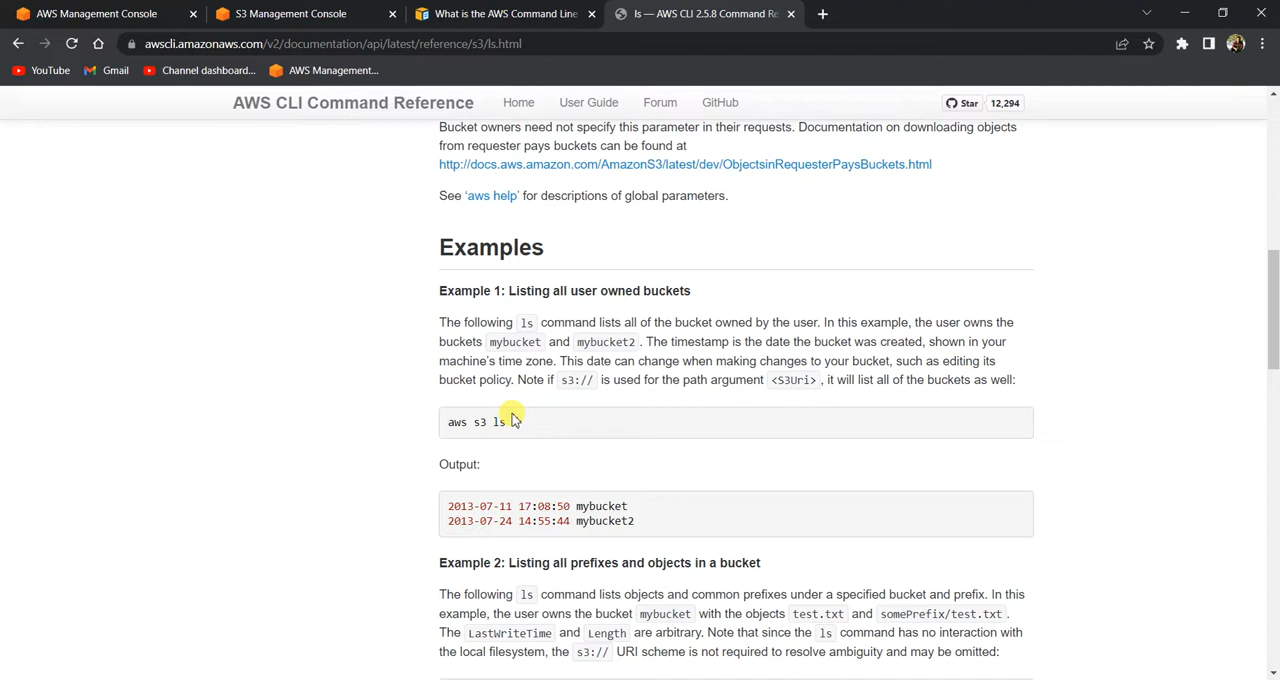 AWS Management Console
S3 Management Console
What is the AWS Command Line
ls — AWS CLI 2.5.8 Command Re
awscli.amazonaws.com/v2/documentation/api/latest/reference/s3/ls.html
YouTube
Gmail
Channel dashboard...
AWS Management...
AWS CLI Command Reference
Home
User Guide
Forum
GitHub
Star
12,294
Bucket owners need not specify this parameter in their requests. Documentation on downloading objects
from requester pays buckets can be found at
http://docs.aws.amazon.com/AmazonS3/latest/dev/ObjectsinRequesterPaysBuckets.html
See ‘aws help’ for descriptions of global parameters.
Examples
Example 1: Listing all user owned buckets
The following ls command lists all of the bucket owned by the user. In this example, the user owns the
buckets mybucket and mybucket2. The timestamp is the date the bucket was created, shown in your
machine’s time zone. This date can change when making changes to your bucket, such as editing its
bucket policy. Note if s3:// is used for the path argument <S3Uri>, it will list all of the buckets as well:
aws s3 ls
Output:
2013-07-11 17:08:50 mybucket
2013-07-24 14:55:44 mybucket2
Example 2: Listing all prefixes and objects in a bucket
The following ls command lists objects and common prefixes under a specified bucket and prefix. In this
example, the user owns the bucket mybucket with the objects test.txt and somePrefix/test.txt.
The LastWriteTime and Length are arbitrary. Note that since the ls command has no interaction with
the local filesystem, the s3:// URI scheme is not required to resolve ambiguity and may be omitted: